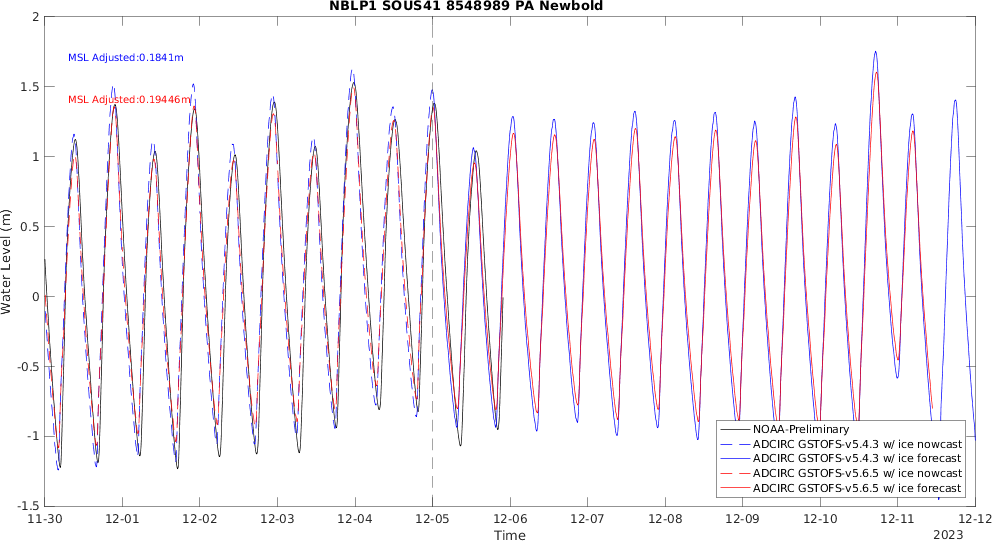 NBLP1 SOUS41 8548989 PA Newbold
MSL Adjusted:0.1841m
MSL Adjusted:0.19446m
Water Level (m)
2
1.5
1
0.5
0
-0.5
-1
-1.5
NOAA-Preliminary
ADCIRC GSTOFS-v5.4.3 w/ ice nowcast
ADCIRC GSTOFS-v5.4.3 w/ ice forecast
ADCIRC GSTOFS-v5.6.5 w/ ice nowcast
ADCIRC GSTOFS-v5.6.5 w/ ice forecast
11-30 12-01 12-02 12-03 12-04 12-05 12-06 12-07 12-08 12-09 12-10 12-11 12-12
Time
2023